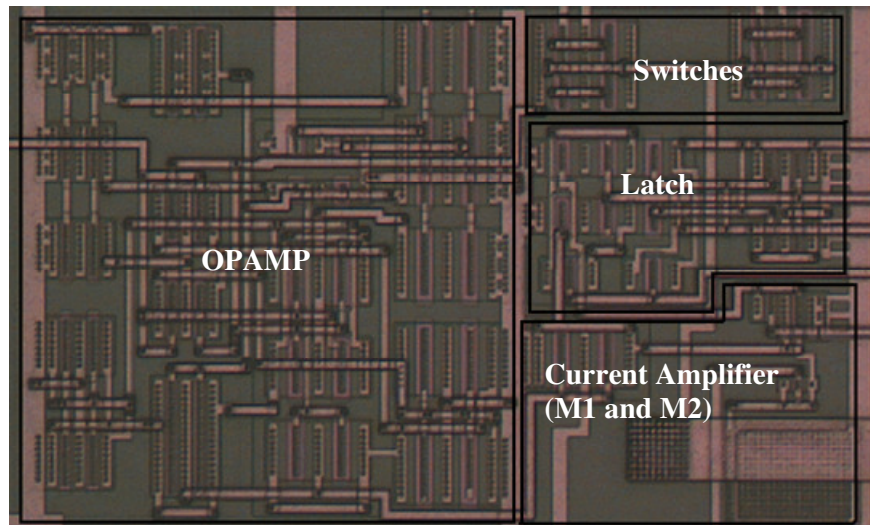 Switches
Latch
OPAMP
Current Amplifier
(M1 and M2)